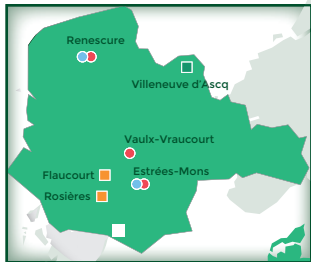 Renescure
Villeneuve d'Ascq
Vaulx-Vraucourt
Flaucourt
Estrées-Mons
Rosières